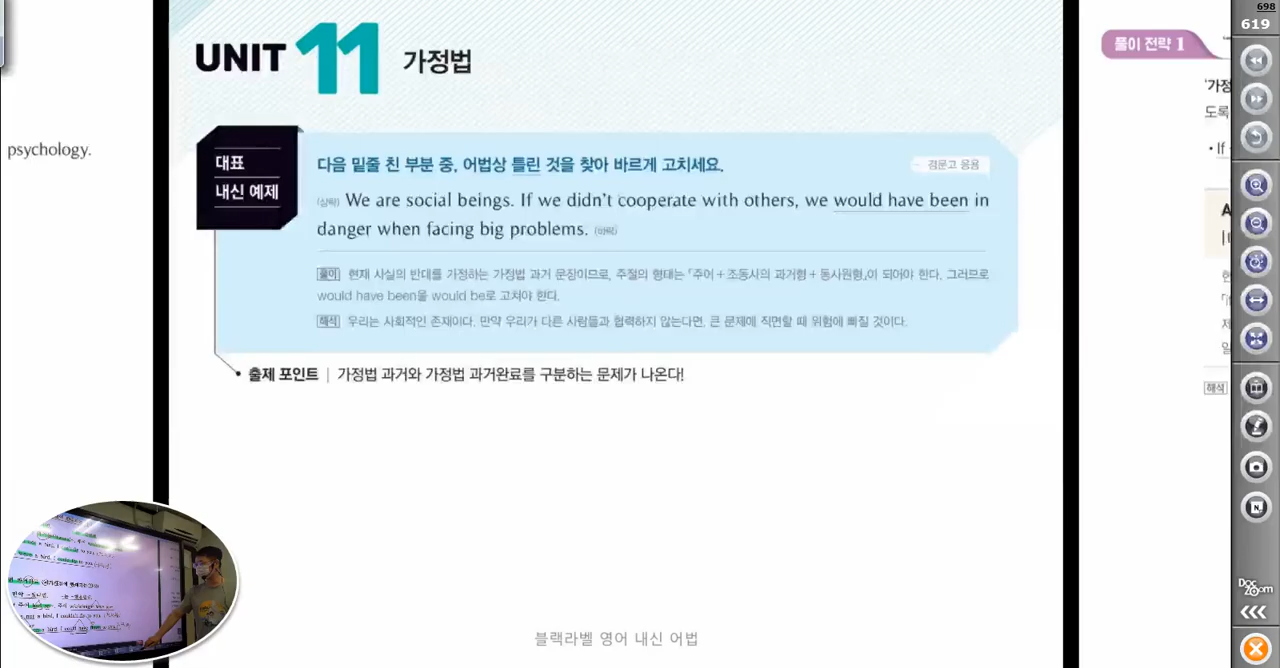 698
619
psychology.
UNIT 11 가정법
대표
내신 예제
다음 밑줄 친 부분 중, 어법상 틀린 것을 찾아 바르게 고치세요.
검문고 응용
(상략) We are social beings. If we didn't cooperate with others, we would have been in
danger when facing big problems. (하략)
풀이 현재 사실의 반대를 가정하는 가정법 과거 문장이므로, 주절의 형태는 「주어 + 조동사의 과거형 + 동사원형」이 되어야 한다. 그러므로
would have been을 would be로 고쳐야 한다.
해석 우리는 사회적인 존재이다. 만약 우리가 다른 사람들과 협력하지 않는다면, 큰 문제에 직면할 때 위험에 빠질 것이다.
• 출제 포인트 | 가정법 과거와 가정법 과거완료를 구분하는 문제가 나온다!
블랙라벨 영어 내신 어법
풀이 전략 1
'가정
도록
• If
A
해석
DocZoom